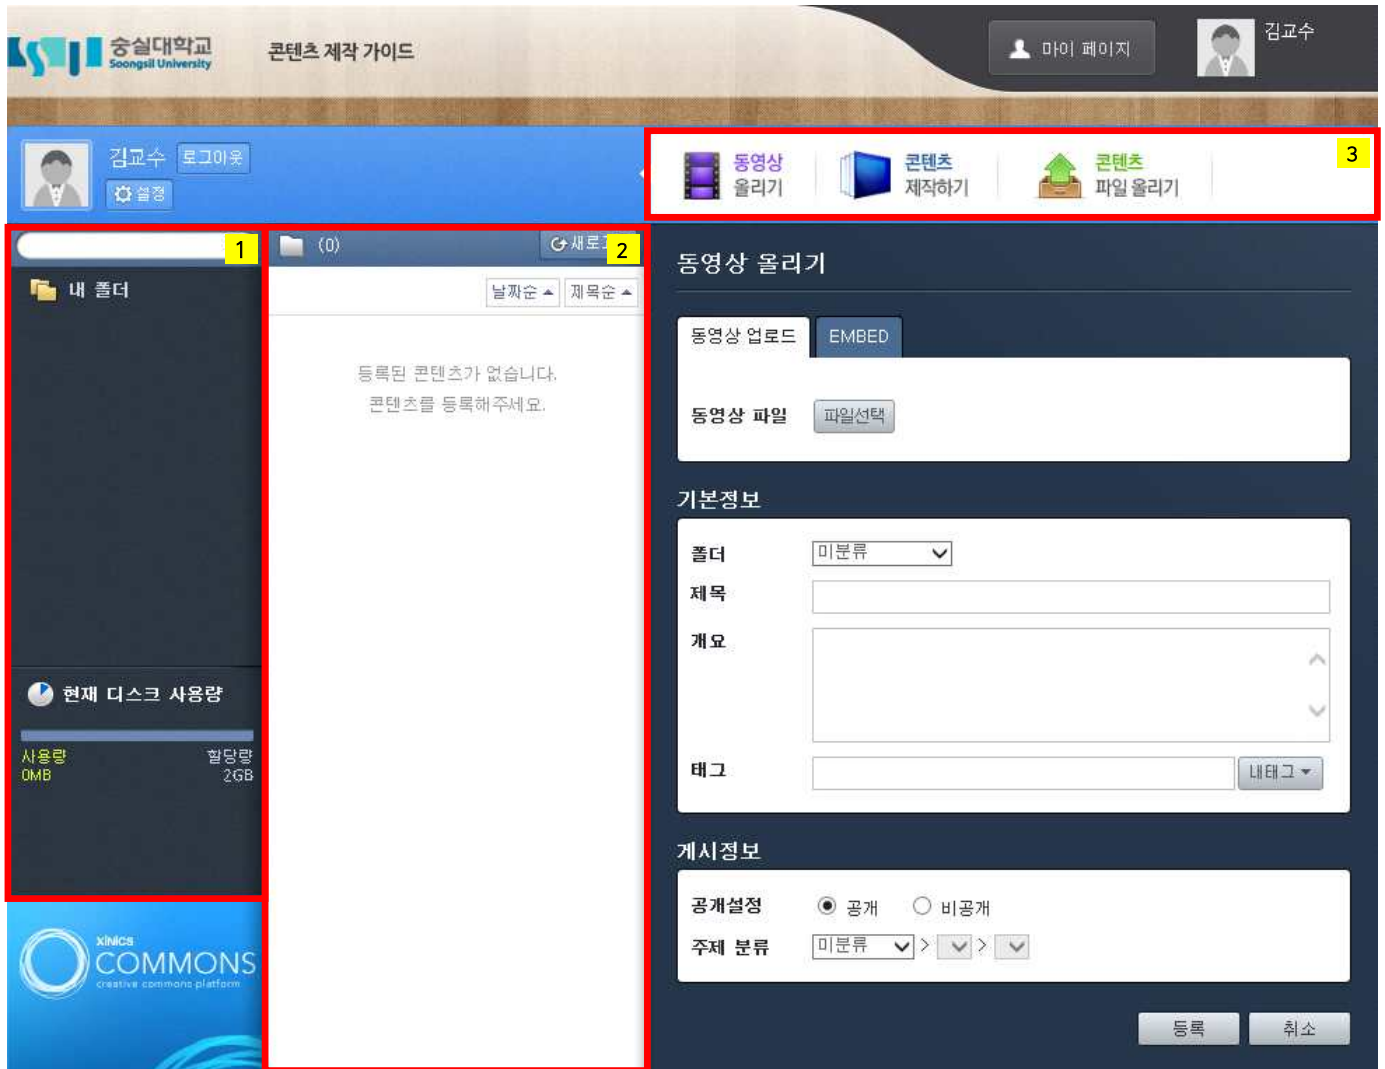 숭실대학교
Soongsil University
콘텐츠 제작 가이드
마이 페이지
김교수
김교수
로그아웃
설정
동영상
올리기
콘텐츠
제작하기
콘텐츠
파일 올리기
3
1
내 폴더
현재 디스크 사용량
사용량
할당량
0MB
2GB
xinics
COMMONS
creative commons platform
(0)
새로
2
날짜순
제목순
등록된 콘텐츠가 없습니다.
콘텐츠를 등록해주세요.
동영상 올리기
동영상 업로드
EMBED
동영상 파일
파일선택
기본정보
폴더
미분류
제목
개요
태그
내태그
게시정보
공개설정
공개
비공개
주제 분류
미분류 > >
등록
취소